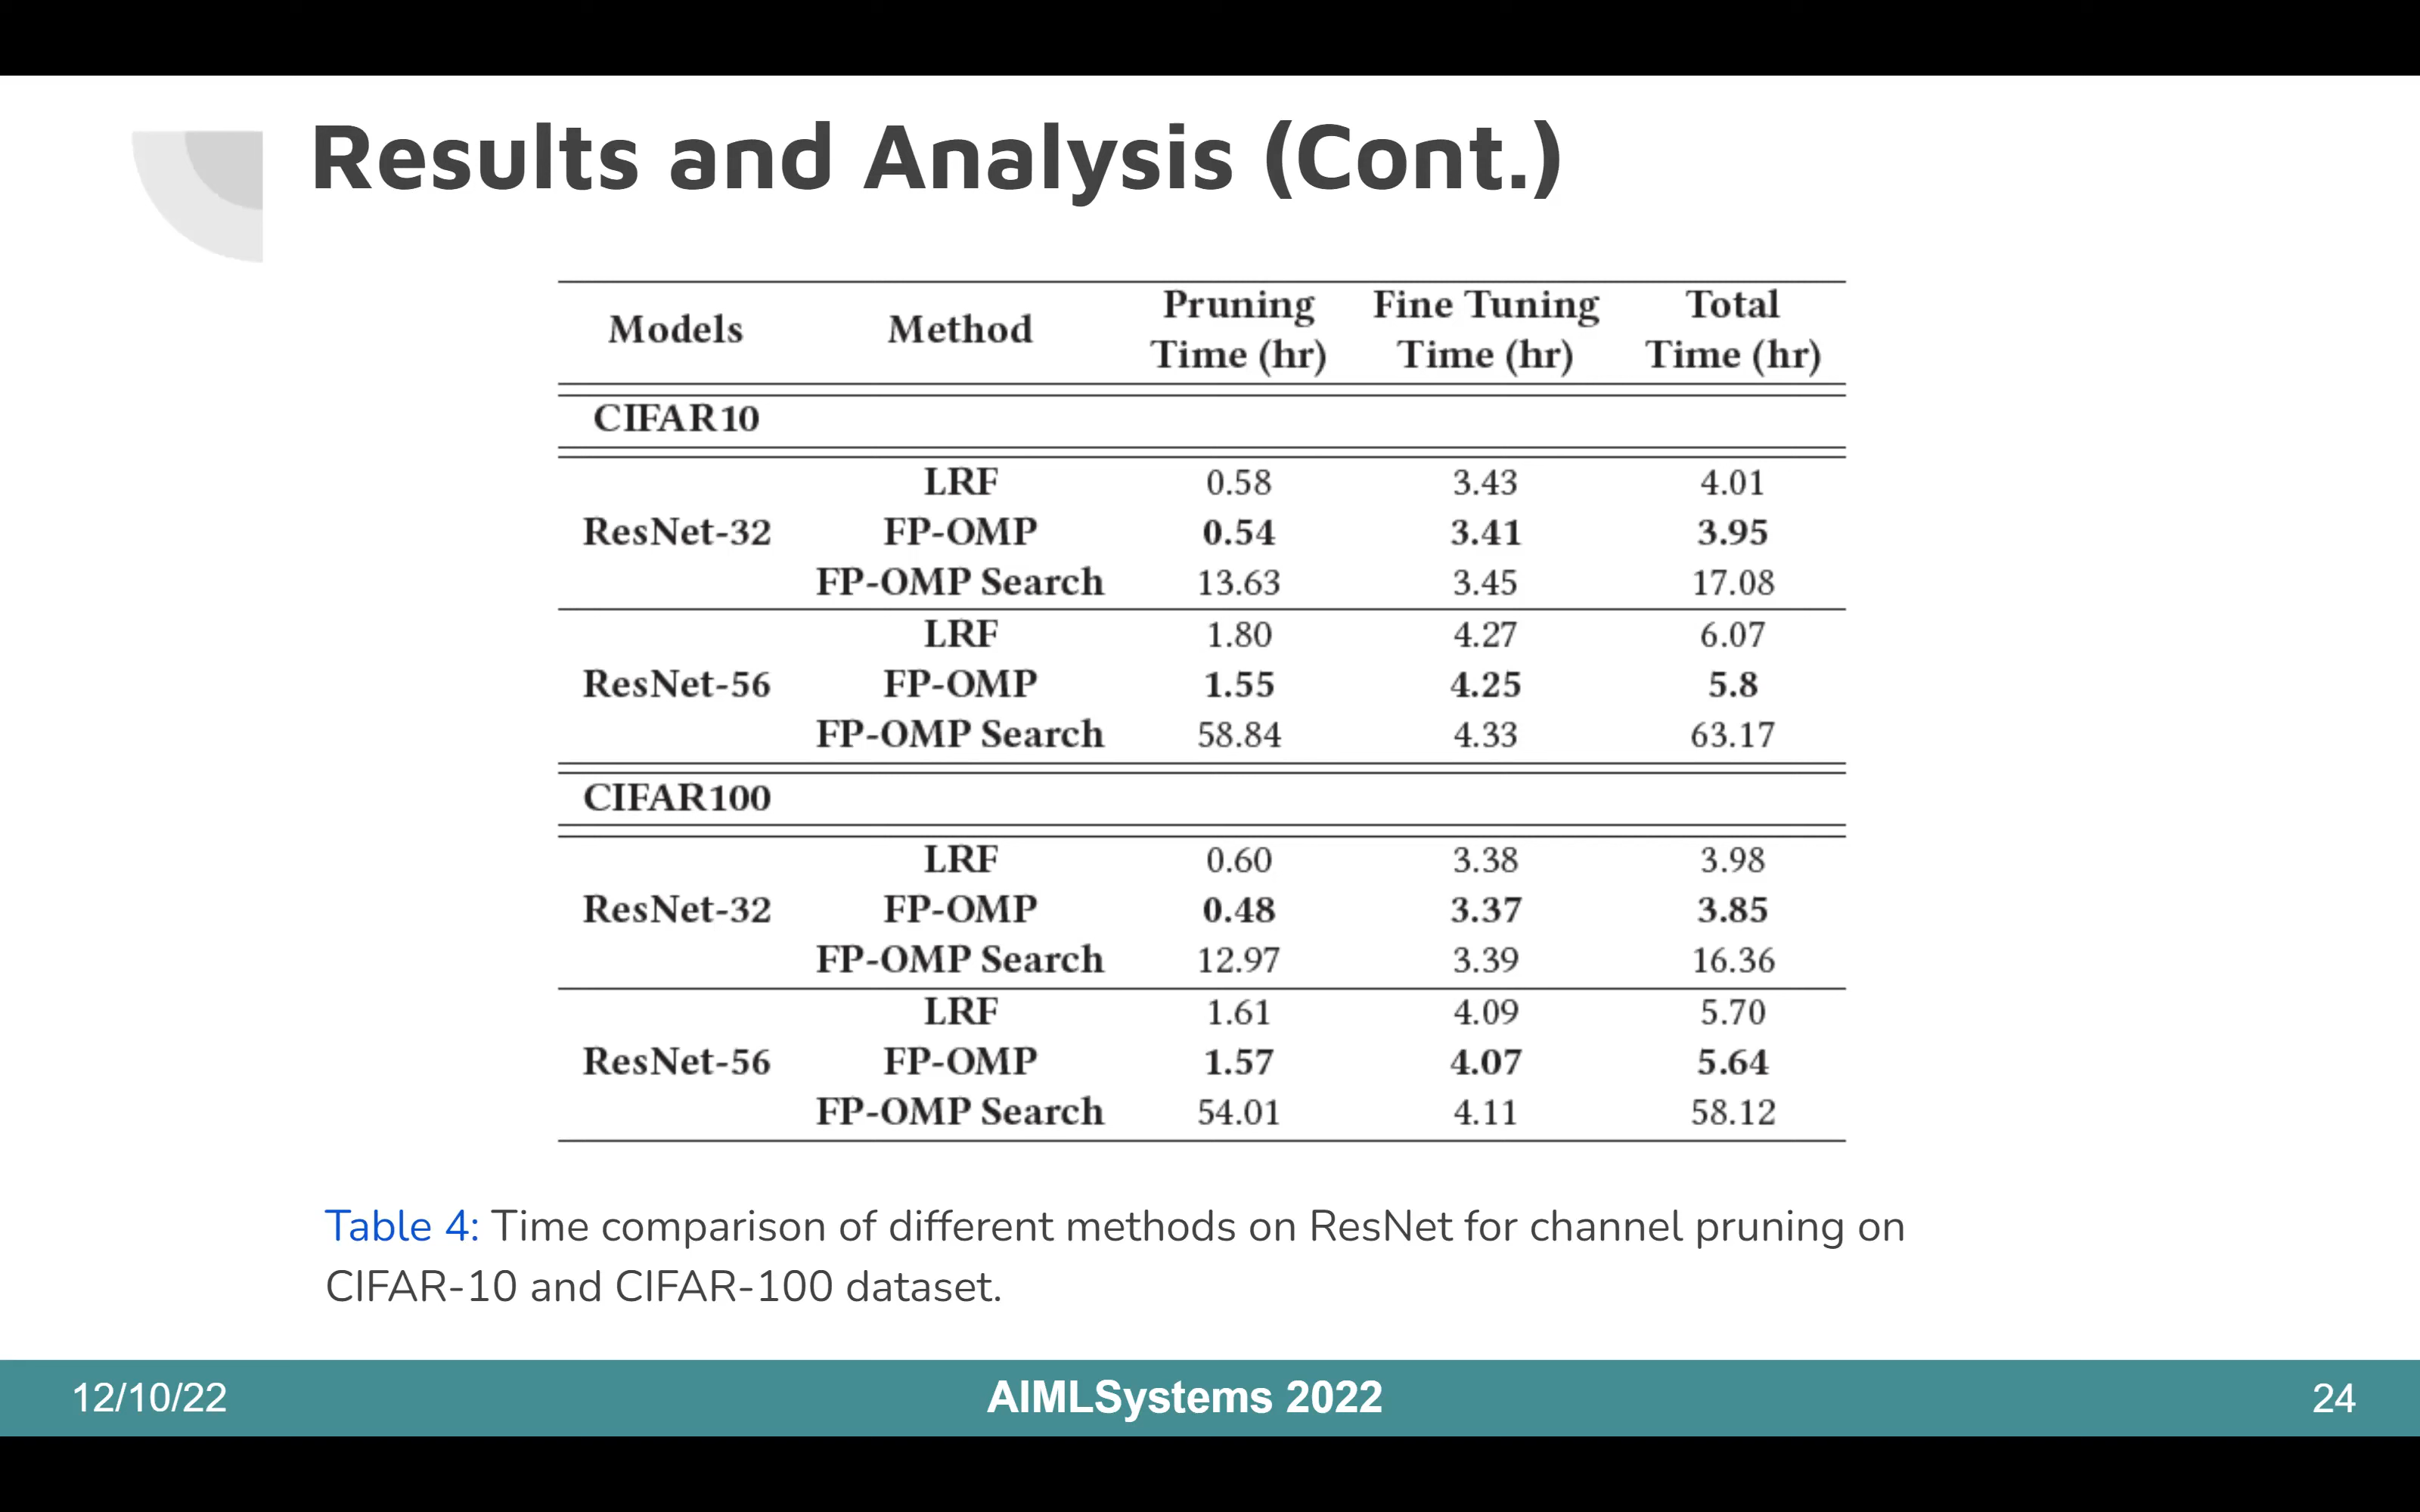 Results and Analysis (Cont.)
Models Method Pruning Time (hr) Fine Tuning Time (hr) Total Time (hr)
CIFAR10
LRF 0.58 3.43 4.01
ResNet-32 FP-OMP 0.54 3.41 3.95
FP-OMP Search 13.63 3.45 17.08
LRF 1.80 4.27 6.07
ResNet-56 FP-OMP 1.55 4.25 5.8
FP-OMP Search 58.84 4.33 63.17
CIFAR100
LRF 0.60 3.38 3.98
ResNet-32 FP-OMP 0.48 3.37 3.85
FP-OMP Search 12.97 3.39 16.36
LRF 1.61 4.09 5.70
ResNet-56 FP-OMP 1.57 4.07 5.64
FP-OMP Search 54.01 4.11 58.12
Table 4: Time comparison of different methods on ResNet for channel pruning on
CIFAR-10 and CIFAR-100 dataset.
12/10/22 AIMLSystems 2022 24